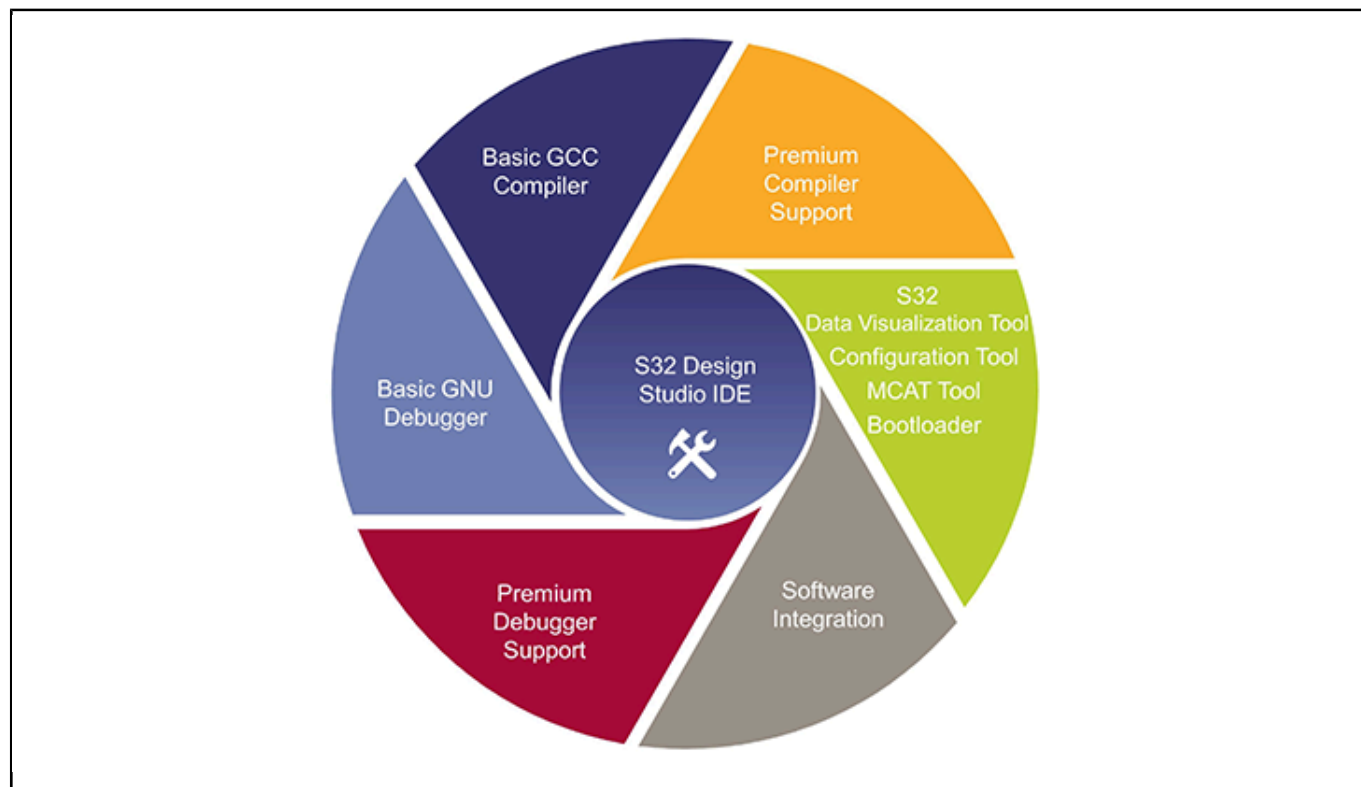 Basic GCC
Compiler
Premium
Compiler
Support
S32
Data Visualization Tool
Configuration Tool
MCAT Tool
Bootloader
S32 Design
Studio IDE
Basic GNU
Debugger
Software
Integration
Premium
Debugger
Support